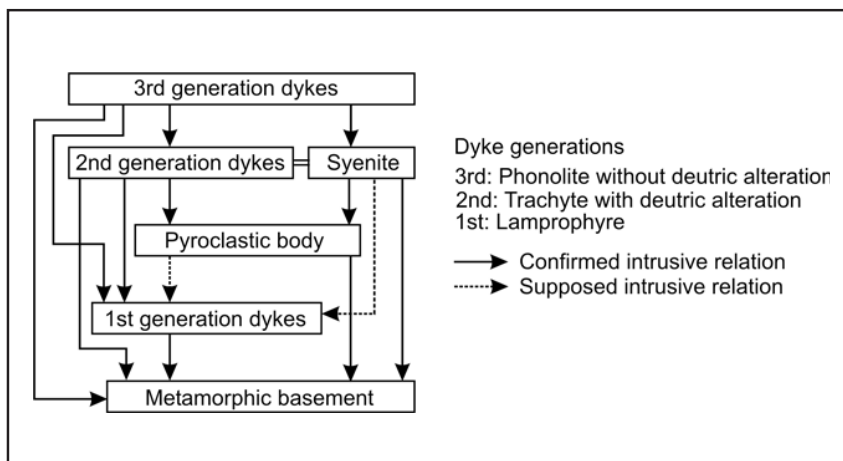 3rd generation dykes
2nd generation dykes
Syenite
Pyroclastic body
1st generation dykes
Metamorphic basement
Dyke generations
3rd: Phonolite without deutric alteration
2nd: Trachyte with deutric alteration
1st: Lamprophyre
Confirmed intrusive relation
Supposed intrusive relation